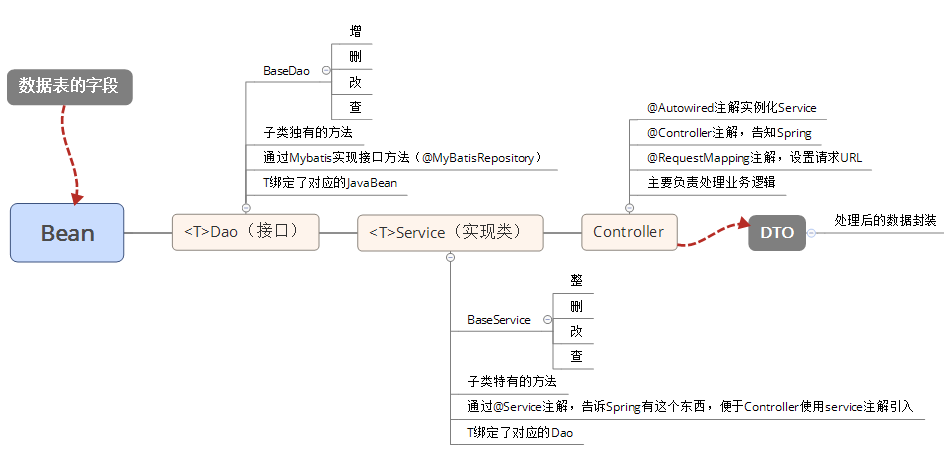 数据表的字段
Bean
BaseDao
增
删
改
查
子类独有的方法
通过Mybatis实现接口方法（@MyBatisRepository）
T绑定了对应的JavaBean
<T>Dao（接口）
<T>Service（实现类）
BaseService
整
删
改
查
子类特有的方法
通过@Service注解，告诉Spring有这个东西，便于Controller使用service注解引入
T绑定了对应的Dao
@Autowired注解实例化Service
@Controller注解，告知Spring
@RequestMapping注解，设置请求URL
主要负责处理业务逻辑
Controller
DTO
处理后的数据封装